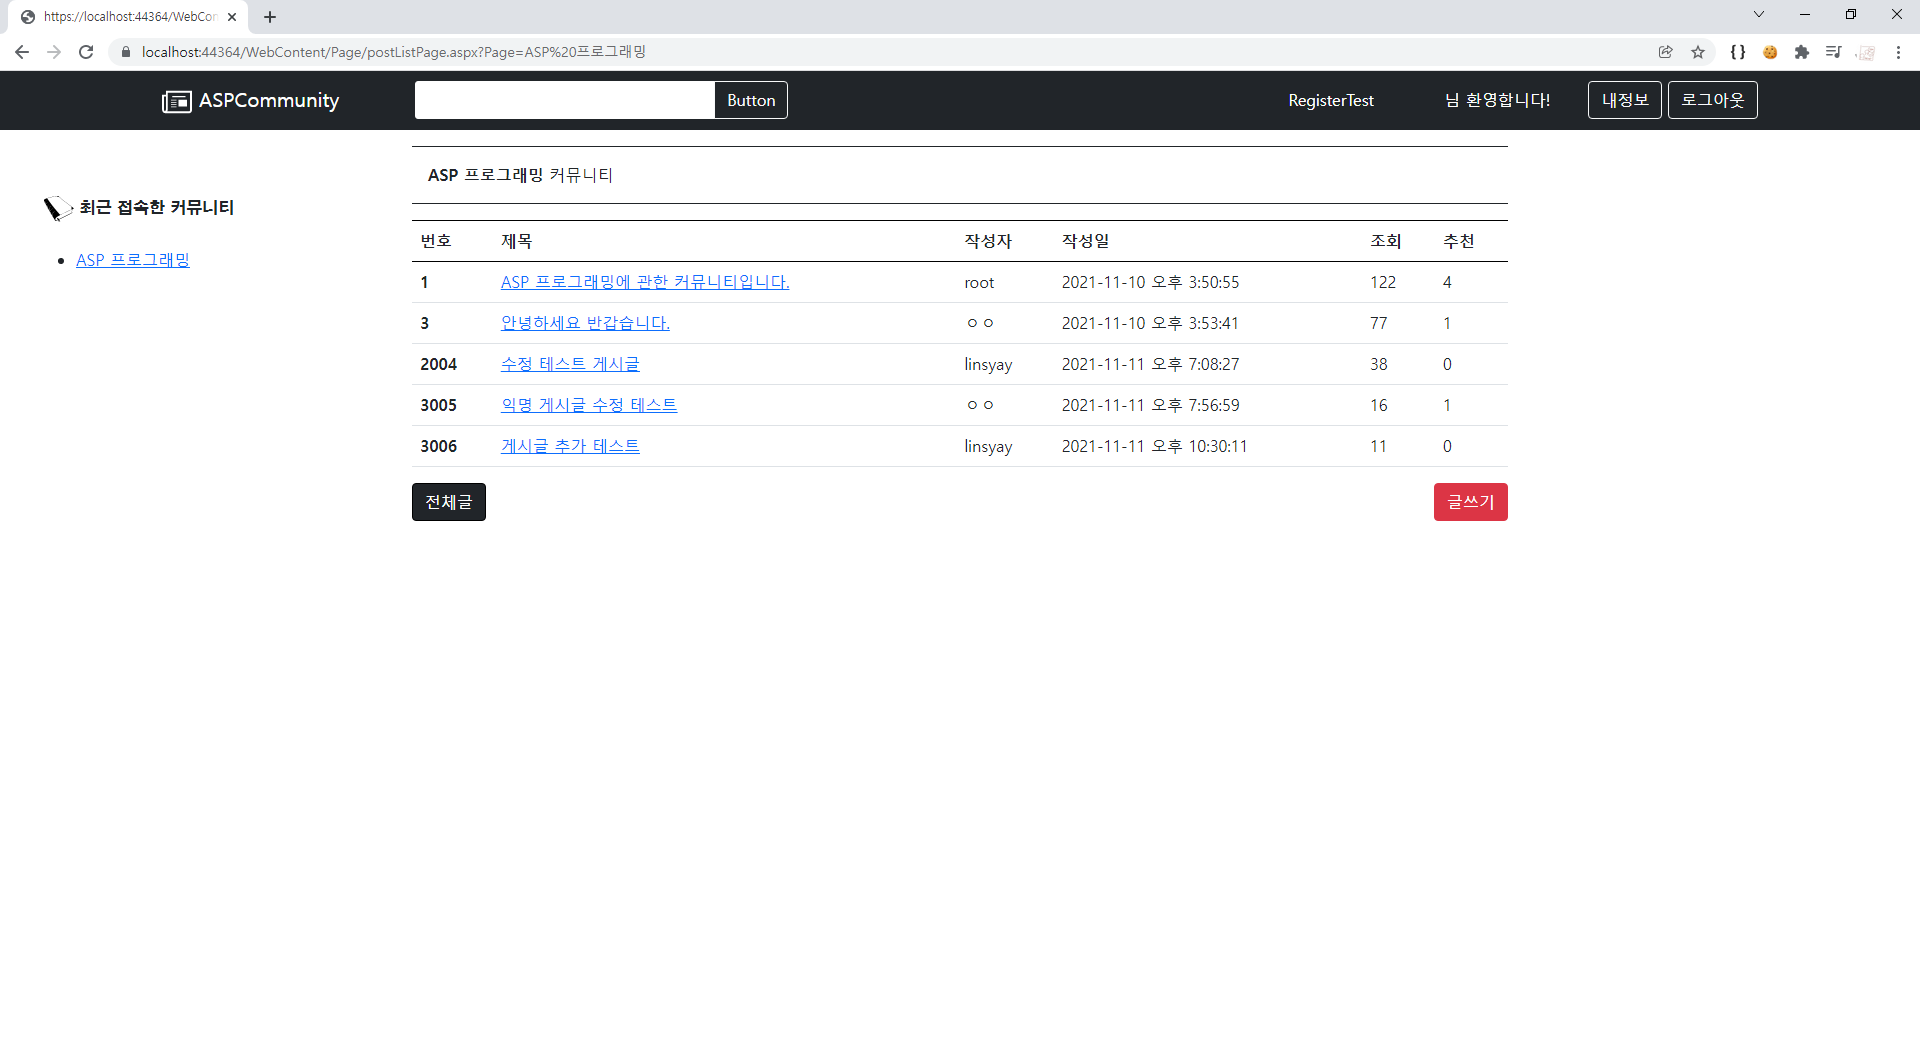 https://localhost:44364/WebCon
localhost:44364/WebContent/Page/postListPage.aspx?Page=ASP%20프로그래밍
ASPCommunity Button RegisterTest 님 환영합니다! 내정보 로그아웃
ASP 프로그래밍 커뮤니티
최근 접속한 커뮤니티
ASP 프로그래밍
번호 제목 작성자 작성일 조회 추천
1 ASP 프로그래밍에 관한 커뮤니티입니다. root 2021-11-10 오후 3:50:55 122 4
3 안녕하세요 반갑습니다. ㅇㅇ 2021-11-10 오후 3:53:41 77 1
2004 수정 테스트 게시글 linsyay 2021-11-11 오후 7:08:27 38 0
3005 익명 게시글 수정 테스트 ㅇㅇ 2021-11-11 오후 7:56:59 16 1
3006 게시글 추가 테스트 linsyay 2021-11-11 오후 10:30:11 11 0
전체글 글쓰기